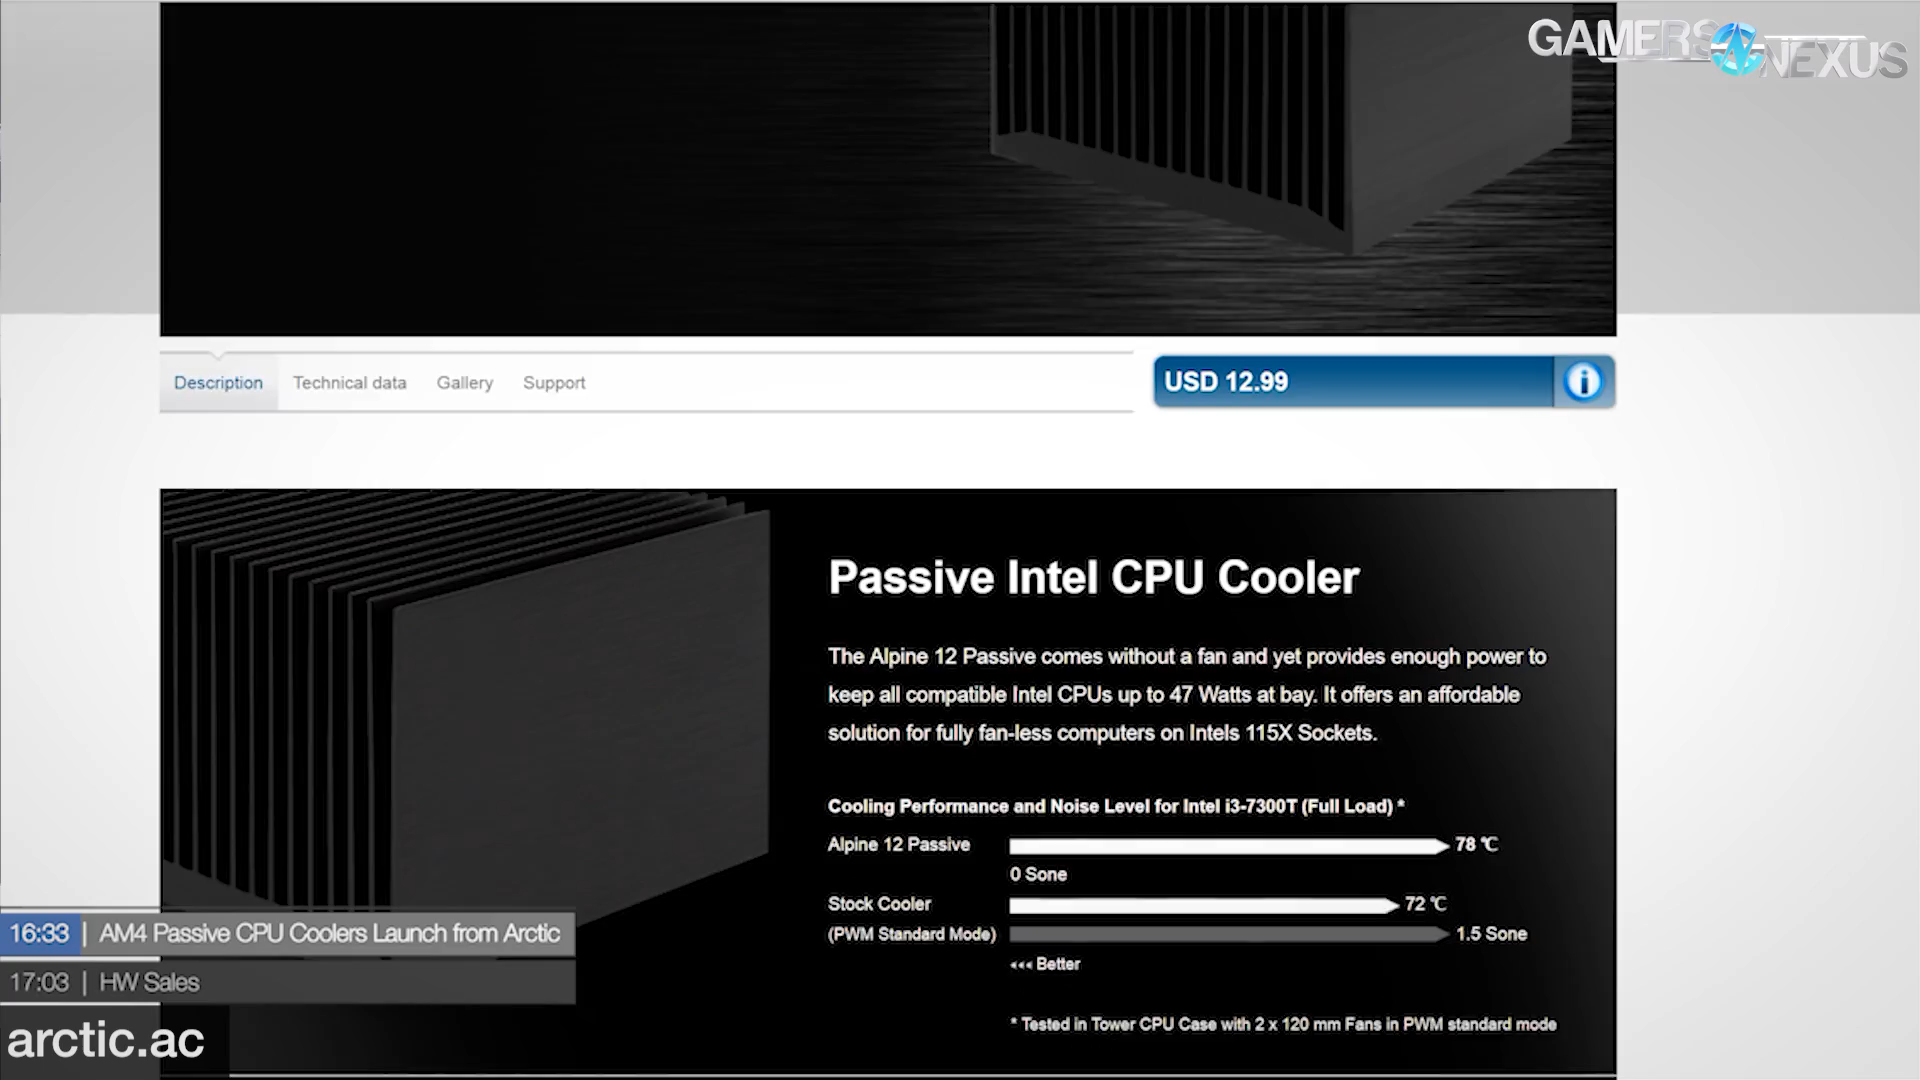 GAMERS NEXUS
Description
Technical data
Gallery
Support
USD 12.99
Passive Intel CPU Cooler
The Alpine 12 Passive comes without a fan and yet provides enough power to
keep all compatible Intel CPUs up to 47 Watts at bay. It offers an affordable
solution for fully fan-less computers on Intels 115X Sockets.
Cooling Performance and Noise Level for Intel i3-7300T (Full Load) *
Alpine 12 Passive 78 °C
0 Sone
Stock Cooler 72 °C
(PWM Standard Mode) 1.5 Sone
‹‹‹ Better
* Tested in Tower CPU Case with 2 x 120 mm Fans in PWM standard mode
16:33 | AM4 Passive CPU Coolers Launch from Arctic
17:03 | HW Sales
arctic.ac